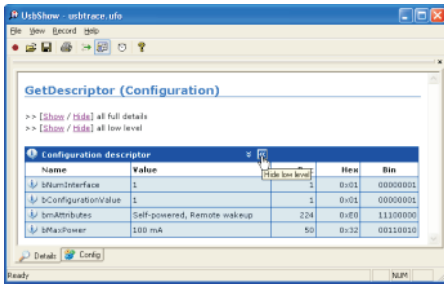 UsbShow - usbtrace.ufo
File View Record Help
GetDescriptor (Configuration)
>> [Show / Hide] all full details
>> [Show / Hide] all low level
Configuration descriptor
Name Value Hex Bin
Hide low level
bNumInterface 1 1 0x01 00000001
bConfigurationValue 1 1 0x01 00000001
bmAttributes Self-powered, Remote wakeup 224 0xE0 11100000
bMaxPower 100 mA 50 0x32 00110010
Details Config
Ready NUM